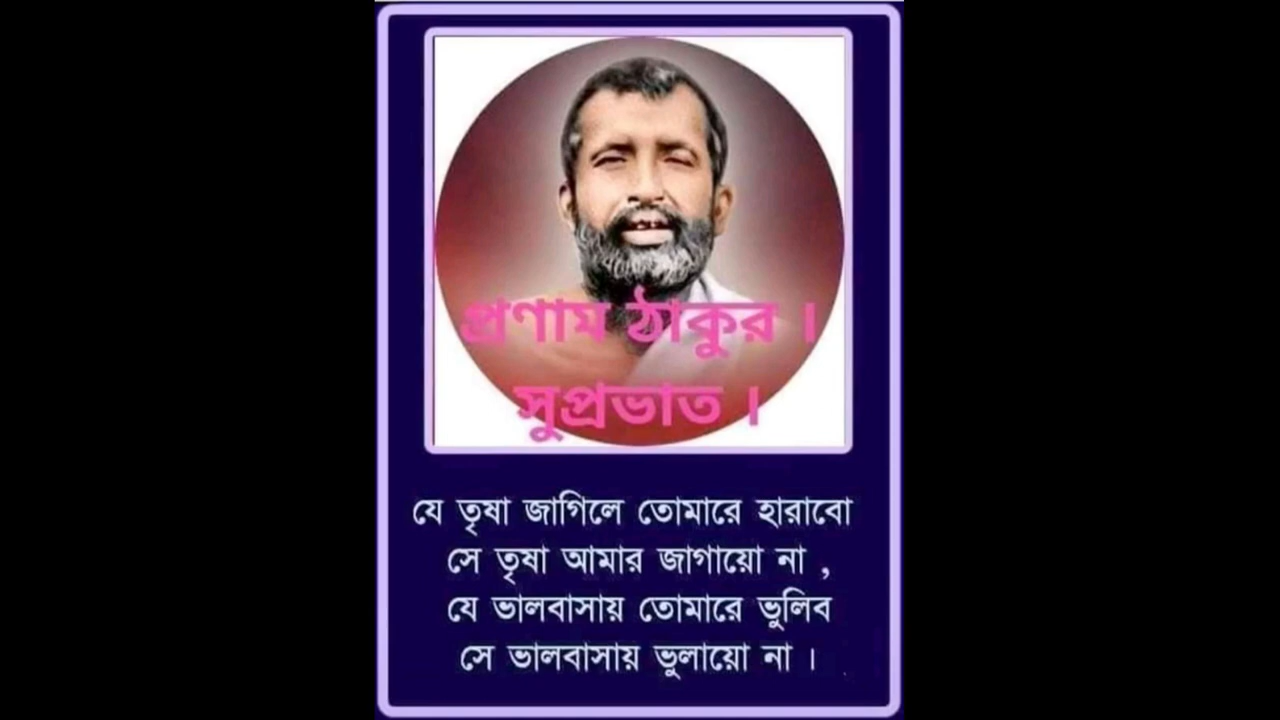 প্রণাম ঠাকুর ।
সুপ্রভাত ।
যে তৃষা জাগিলে তোমারে হারাবো
সে তৃষা আমার জাগায়ো না ,
যে ভালবাসায় তোমারে ভুলিব
সে ভালবাসায় ভুলায়ো না ।